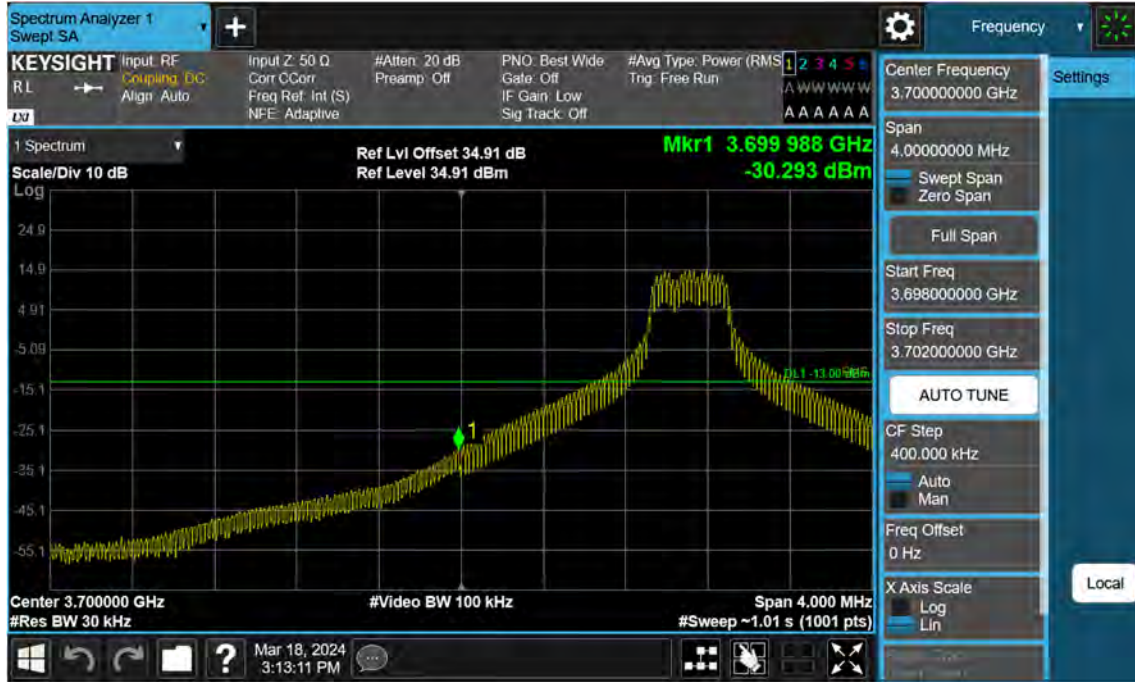 Spectrum Analyzer 1
Swept SA
Frequency
KEYSIGHT
RL
LXI
Input: RF
Coupling: DC
Align: Auto
Input Z: 50 Ω
Corr CCorr
Freq Ref: Int (S)
NFE: Adaptive
#Atten: 20 dB
Preamp: Off
PNO: Best Wide
Gate: Off
IF Gain: Low
Sig Track: Off
#Avg Type: Power (RMS
Trig: Free Run
1 2 3 4 5 6
A W W W W W
A A A A A A
1 Spectrum
Scale/Div 10 dB
Log
Ref Lvl Offset 34.91 dB
Ref Level 34.91 dBm
Mkr1 3.699 988 GHz
-30.293 dBm
24.9
14.9
4.91
-5.09
-15.1
-25.1
-35.1
-45.1
-55.1
DL1 -13.00 dBm
1
Center 3.700000 GHz
#Res BW 30 kHz
#Video BW 100 kHz
Span 4.000 MHz
#Sweep ~1.01 s (1001 pts)
Mar 18, 2024
3:13:11 PM
Center Frequency
3.700000000 GHz
Span
4.00000000 MHz
Swept Span
Zero Span
Full Span
Start Freq
3.698000000 GHz
Stop Freq
3.702000000 GHz
AUTO TUNE
CF Step
400.000 kHz
Auto
Man
Freq Offset
0 Hz
X Axis Scale
Log
Lin
Settings
Local